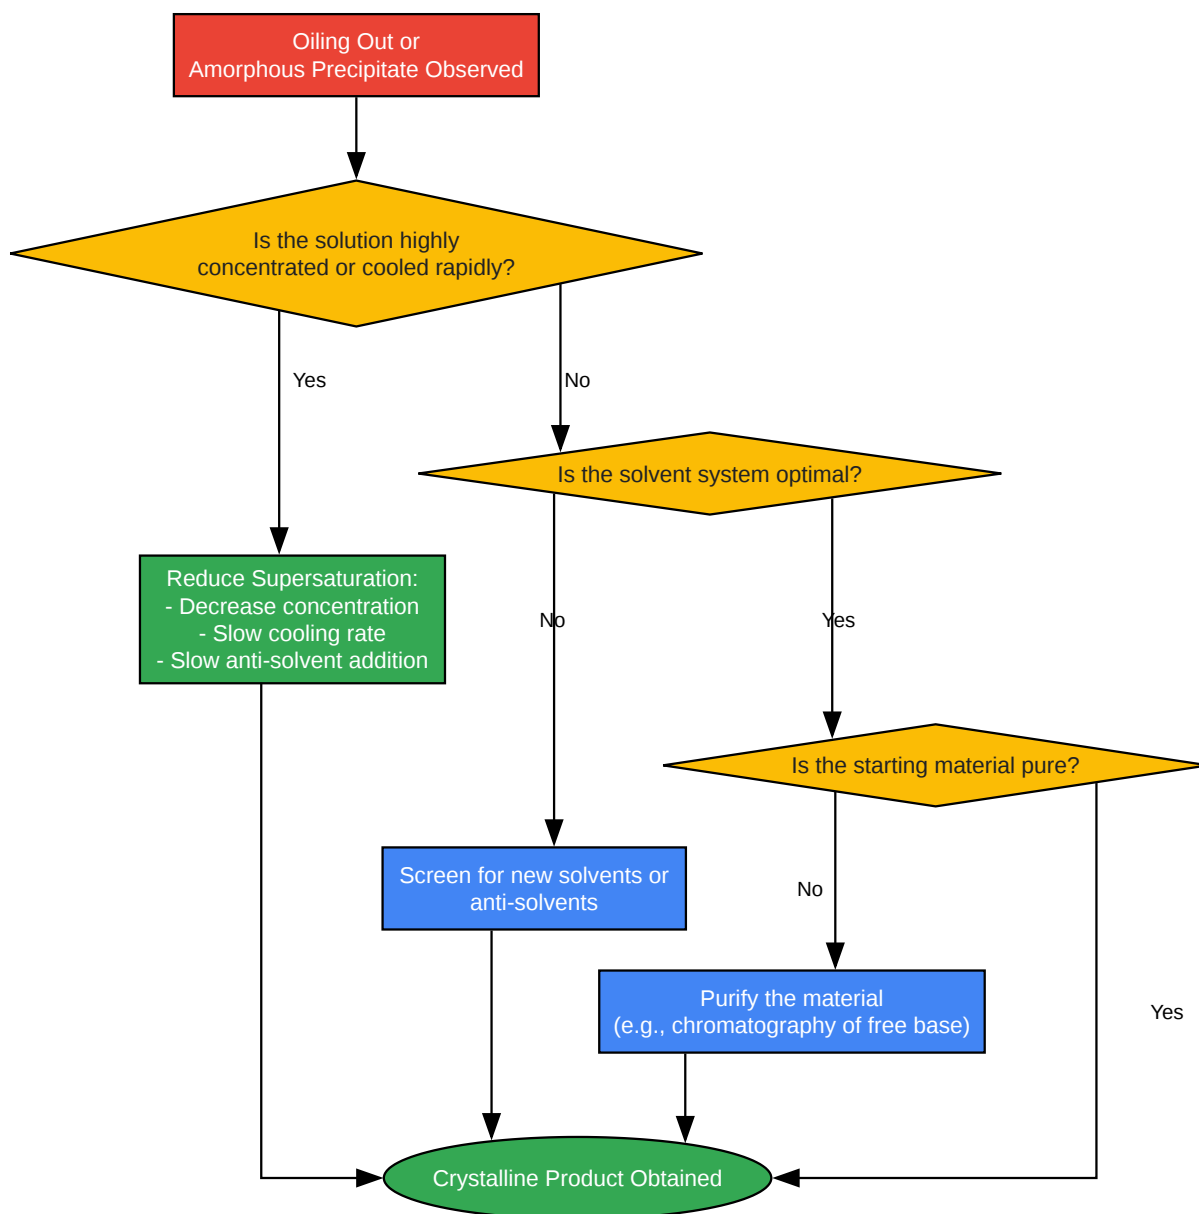 Oiling Out or
Amorphous Precipitate Observed
Is the solution highly
concentrated or cooled rapidly?
Yes
No
Is the solvent system optimal?
Reduce Supersaturation:
- Decrease concentration
- Slow cooling rate
- Slow anti-solvent addition
No
Yes
Is the starting material pure?
Screen for new solvents or
anti-solvents
No
Purify the material
(e.g., chromatography of free base)
Yes
Crystalline Product Obtained